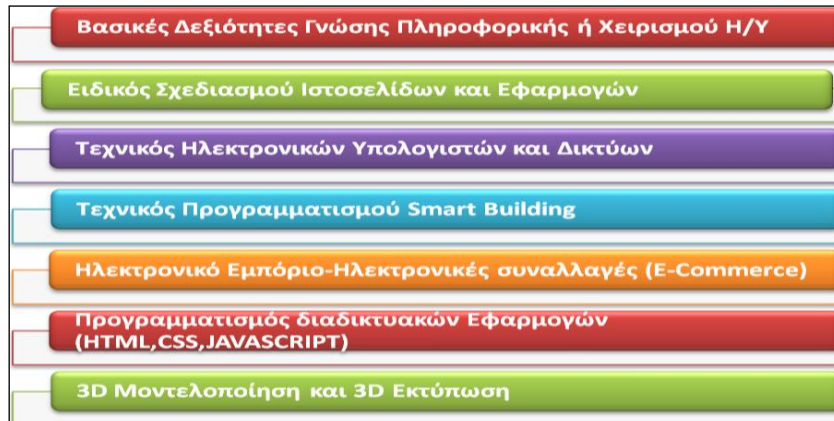 Βασικές Δεξιότητες Γνώσης Πληροφορικής ή Χειρισμού Η/Υ
Ειδικός Σχεδιασμού Ιστοσελίδων και Εφαρμογών
Τεχνικός Ηλεκτρονικών Υπολογιστών και Δικτύων
Τεχνικός Προγραμματισμού Smart Building
Ηλεκτρονικό Εμπόριο-Ηλεκτρονικές συναλλαγές (E-Commerce)
Προγραμματισμός διαδικτυακών Εφαρμογών
(HTML,CSS,JAVASCRIPT)
3D Μοντελοποίηση και 3D Εκτύπωση